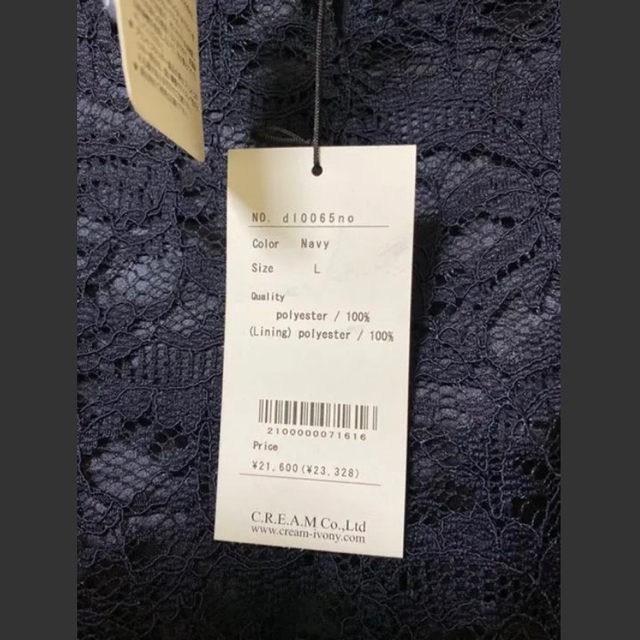 NO. dl0065no
Color Navy
Size L
Quality
polyester / 100%
(Lining) polyester / 100%
2100000071616
Price
¥21.600(¥23.328)
C.R.E.A.M Co.,Ltd
www.cream-ivony.com